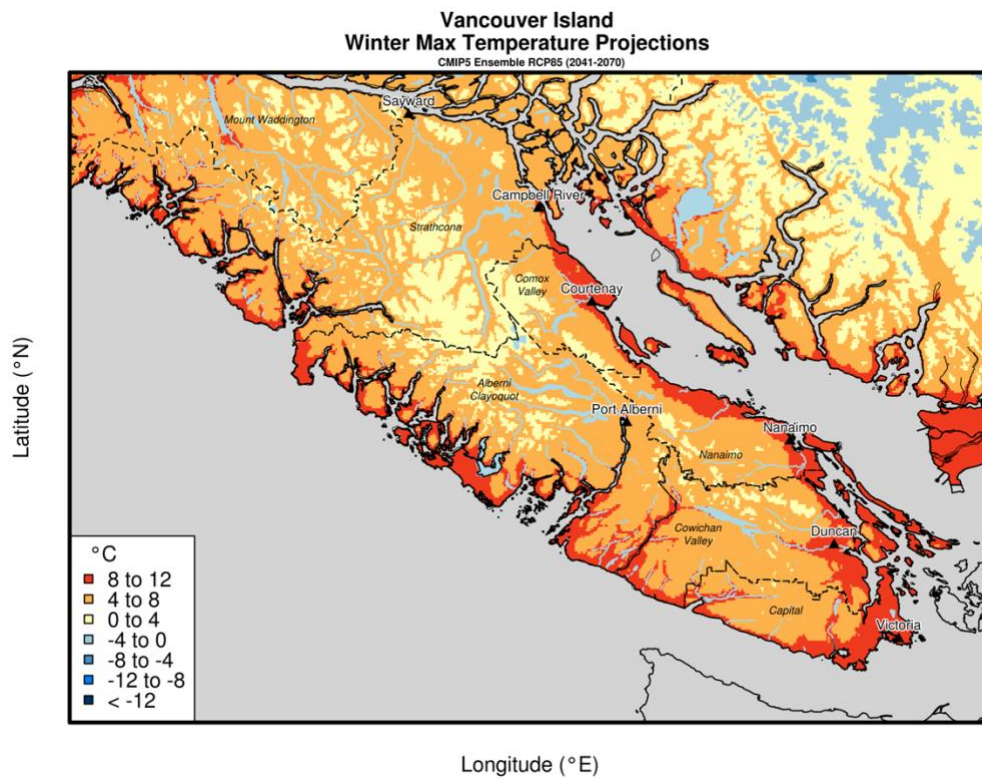 Vancouver Island
Winter Max Temperature Projections
CMIP5 Ensemble RCP85 (2041-2070)
Sayward
Mount Waddington
Campbell River
Strathcona
Comox
Valley
Courtenay
Latitude (°N)
Alberni
Clayoquot
Port Alberni
Nanaimo
Nanaimo
Cowichan
Valley
Duncan
Capital
Victoria
°C
8 to 12
4 to 8
0 to 4
-4 to 0
-8 to -4
-12 to -8
< -12
Longitude (°E)